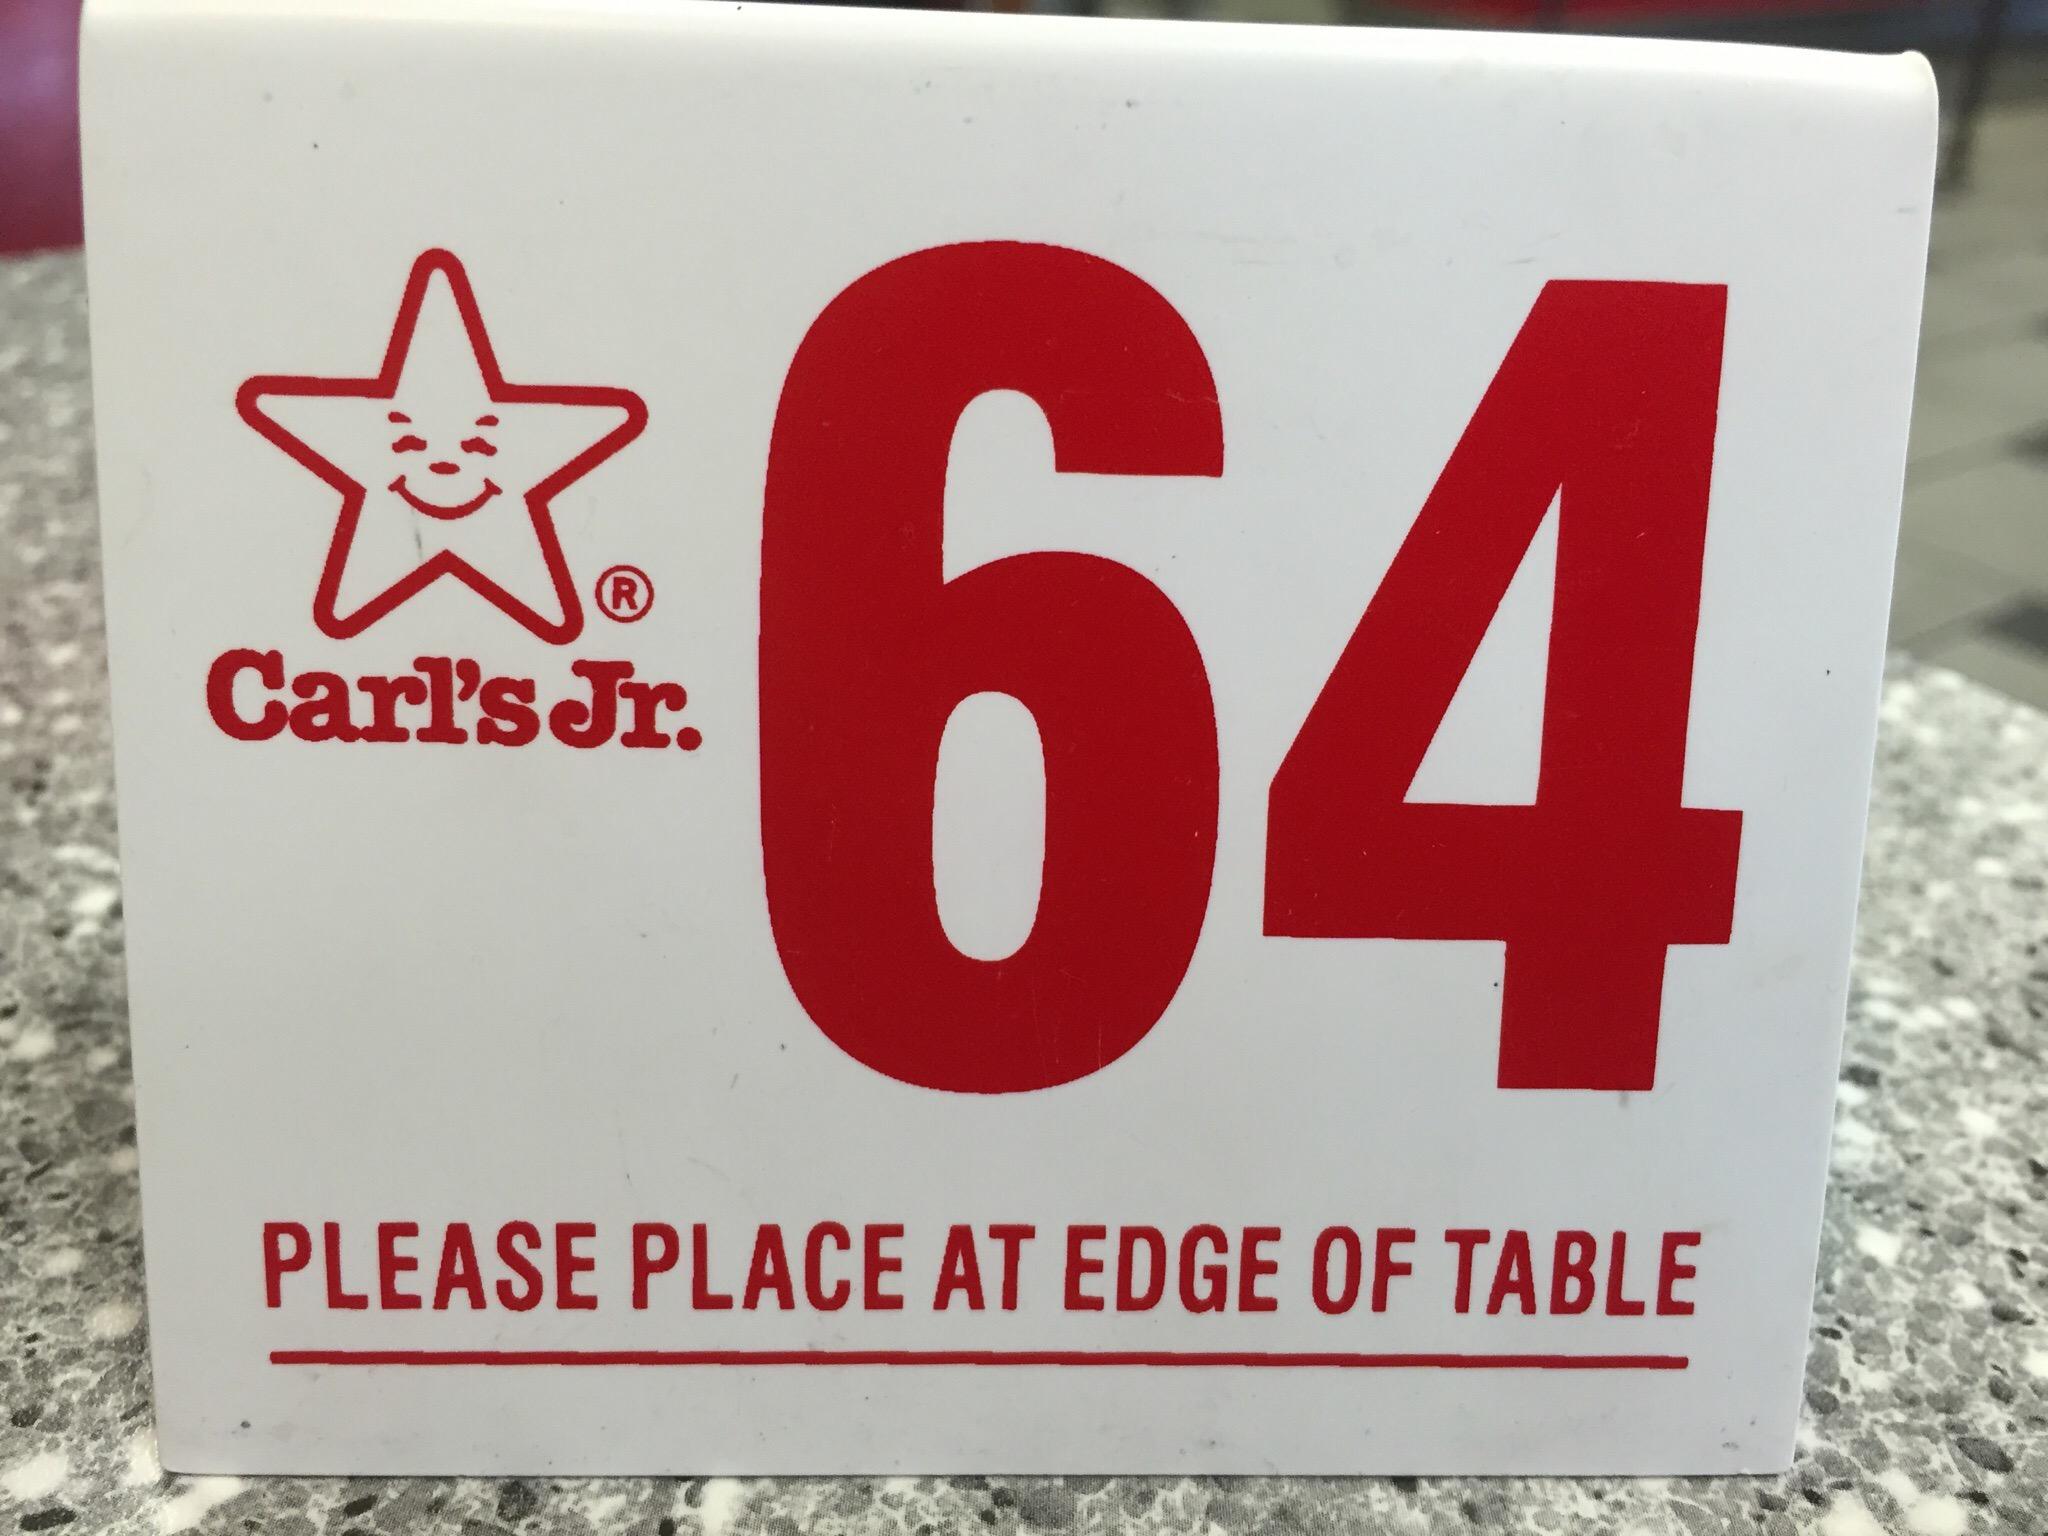 64
®
Carl's Jr.
PLEASE PLACE AT EDGE OF TABLE